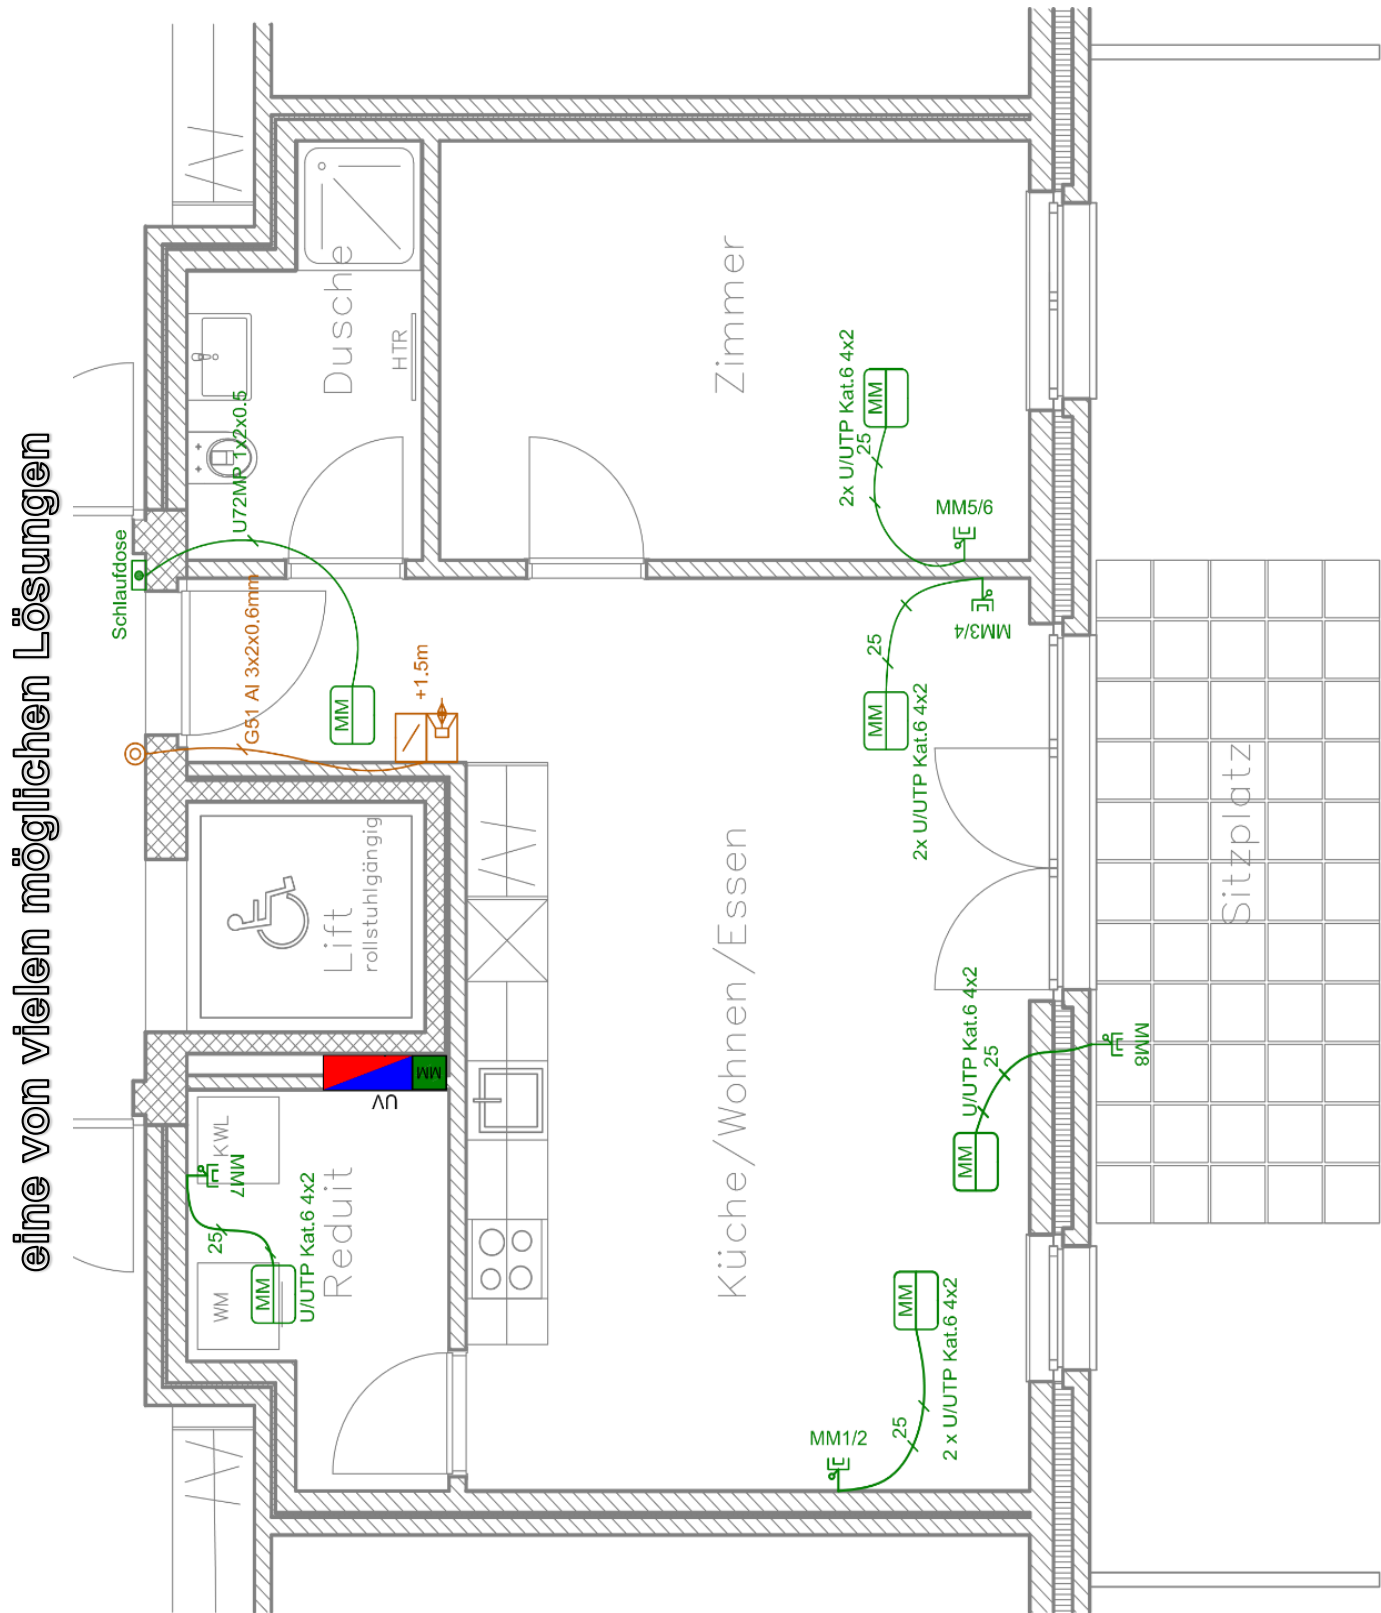 eine von vielen möglichen Lösungen
Schlaufdose
U72MP 1x2x0.5
G51 Al 3x2x0.6mm
+1.5m
MM
Dusche
HTR
Zimmer
2x U/UTP Kat.6 4x2
25
MM
MM5/6
MM3/4
25
MM
2x U/UTP Kat.6 4x2
Lift
rollstuhlgängig
Küche/Wohnen/Essen
Sitzplatz
MM
UV
KWL
MM7
25
MM
U/UTP Kat.6 4x2
WM
Reduit
U/UTP Kat.6 4x2
25
MM
MM8
MM
2 x U/UTP Kat.6 4x2
25
MM1/2